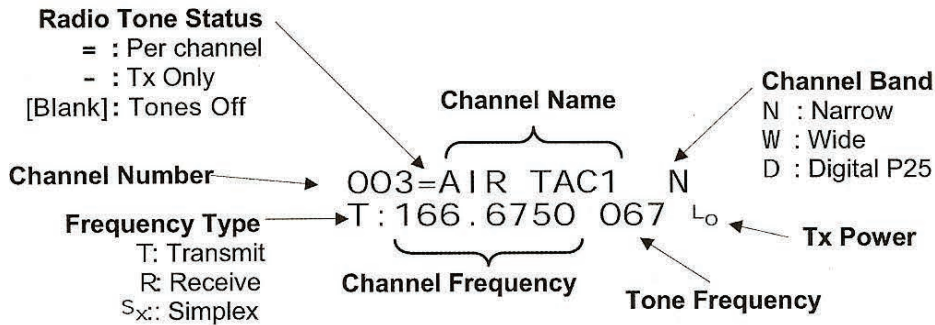 Radio Tone Status
= : Per channel
- : Tx Only
[Blank] : Tones Off
Channel Name
Channel Band
N : Narrow
W : Wide
D : Digital P25
Channel Number
003=AIR TAC1 N
T:166.6750 067 Lo
Frequency Type
T: Transmit
R: Receive
Sx:: Simplex
Channel Frequency
Tone Frequency
Tx Power